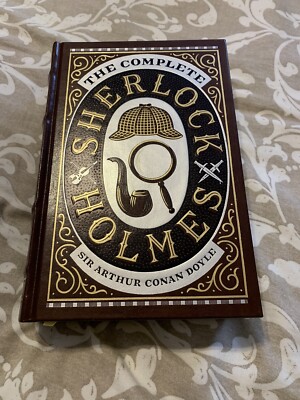 THE COMPLETE
SHERLOCK
HOLMES
SIR ARTHUR CONAN DOYLE